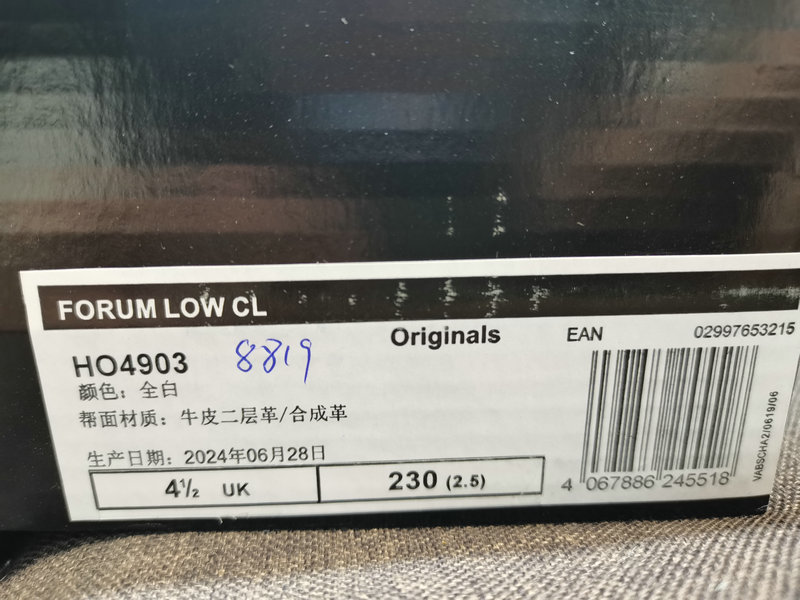 FORUM LOW CL
Originals
EAN
02997653215
HO4903
8819
颜色：全白
帮面材质：牛皮二层革/合成革
生产日期：2024年06月28日
4½ UK
230 (2.5)
4 067886 245518
VABSCHA2/0619/06